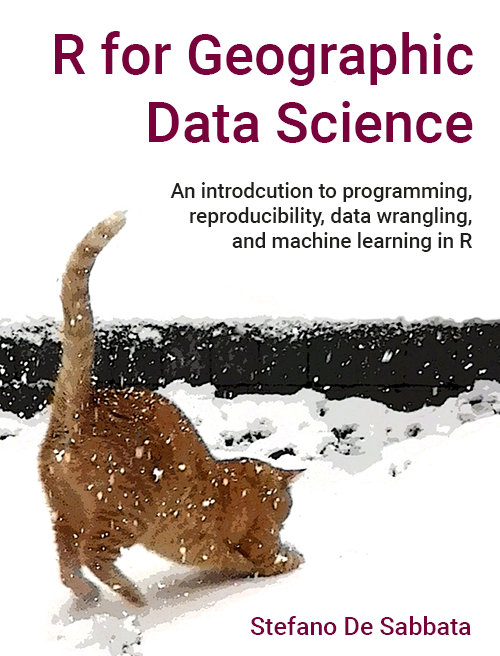 R for Geographic
Data Science
An introdcution to programming,
reproducibility, data wrangling,
and machine learning in R
Stefano De Sabbata